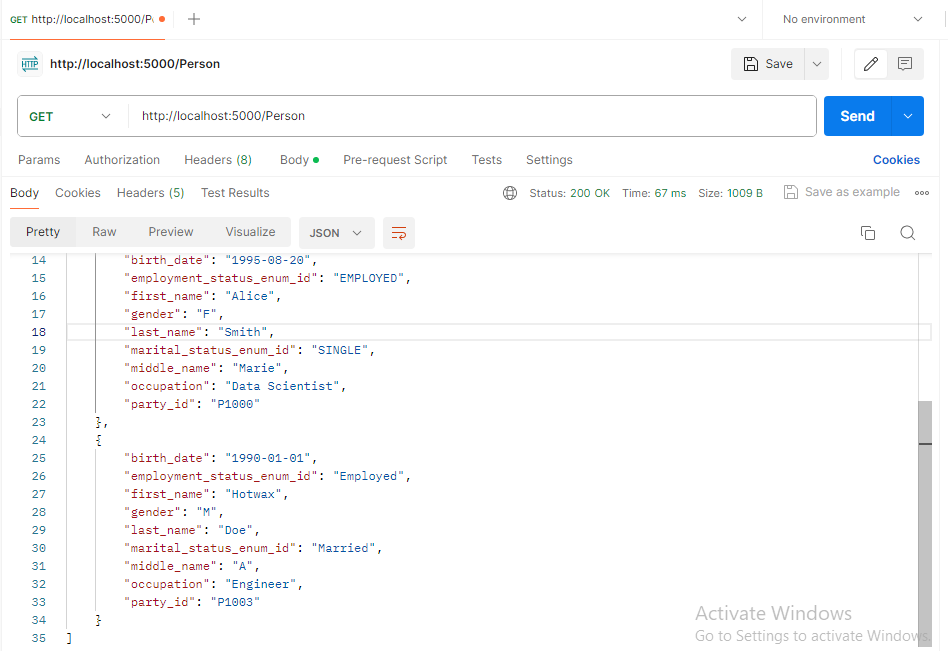 GET http://localhost:5000/P
No environment
HTTP http://localhost:5000/Person
Save
GET http://localhost:5000/Person Send
Params Authorization Headers (8) Body Pre-request Script Tests Settings Cookies
Body Cookies Headers (5) Test Results Status: 200 OK Time: 67 ms Size: 1009 B Save as example
Pretty Raw Preview Visualize JSON
14 "birth_date": "1995-08-20",
15 "employment_status_enum_id": "EMPLOYED",
16 "first_name": "Alice",
17 "gender": "F",
18 "last_name": "Smith",
19 "marital_status_enum_id": "SINGLE",
20 "middle_name": "Marie",
21 "occupation": "Data Scientist",
22 "party_id": "P1000"
23 },
24 {
25 "birth_date": "1990-01-01",
26 "employment_status_enum_id": "Employed",
27 "first_name": "Hotwax",
28 "gender": "M",
29 "last_name": "Doe",
30 "marital_status_enum_id": "Married",
31 "middle_name": "A",
32 "occupation": "Engineer",
33 "party_id": "P1003"
34 }
35 ]
Activate Windows
Go to Settings to activate Windows.